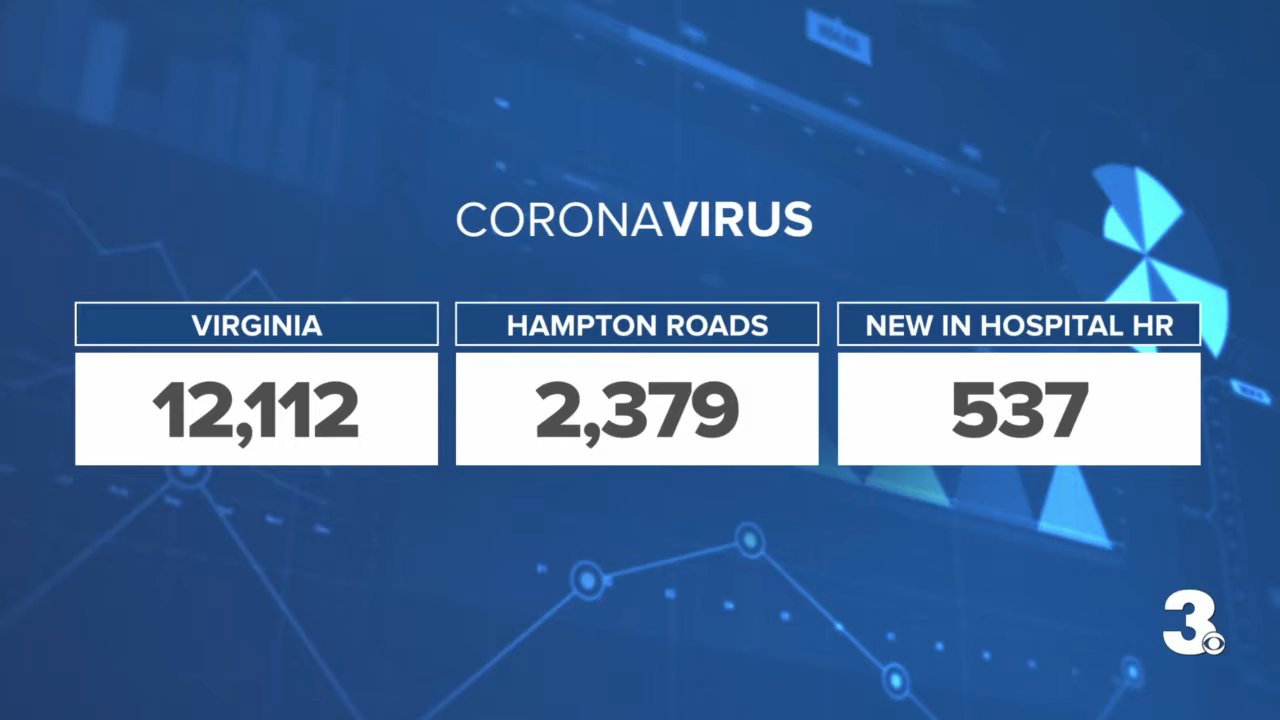 CORONAVIRUS
VIRGINIA
12,112
HAMPTON ROADS
2,379
NEW IN HOSPITAL HR
537
3